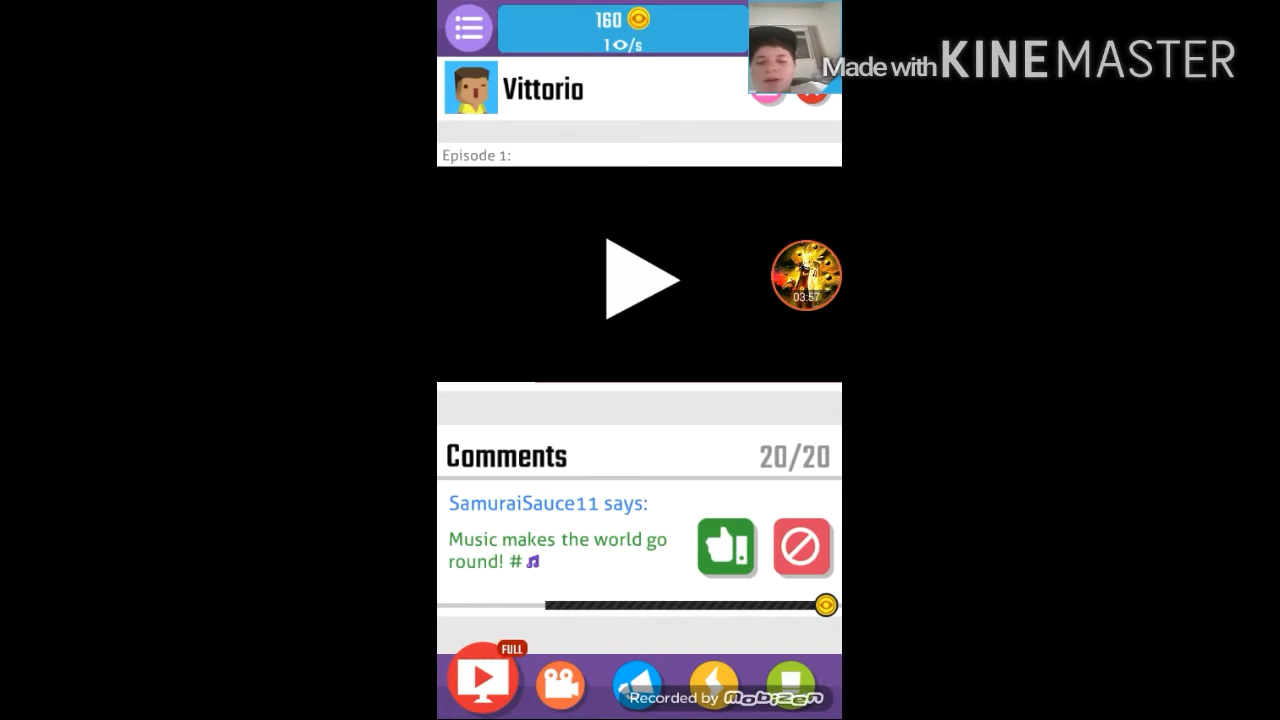 160
1 /s
Made with KINEMASTER
Vittorio
Episode 1:
03:57
Comments 20/20
SamuraiSauce11 says:
Music makes the world go
round! #
FULL
Recorded by Mobizen